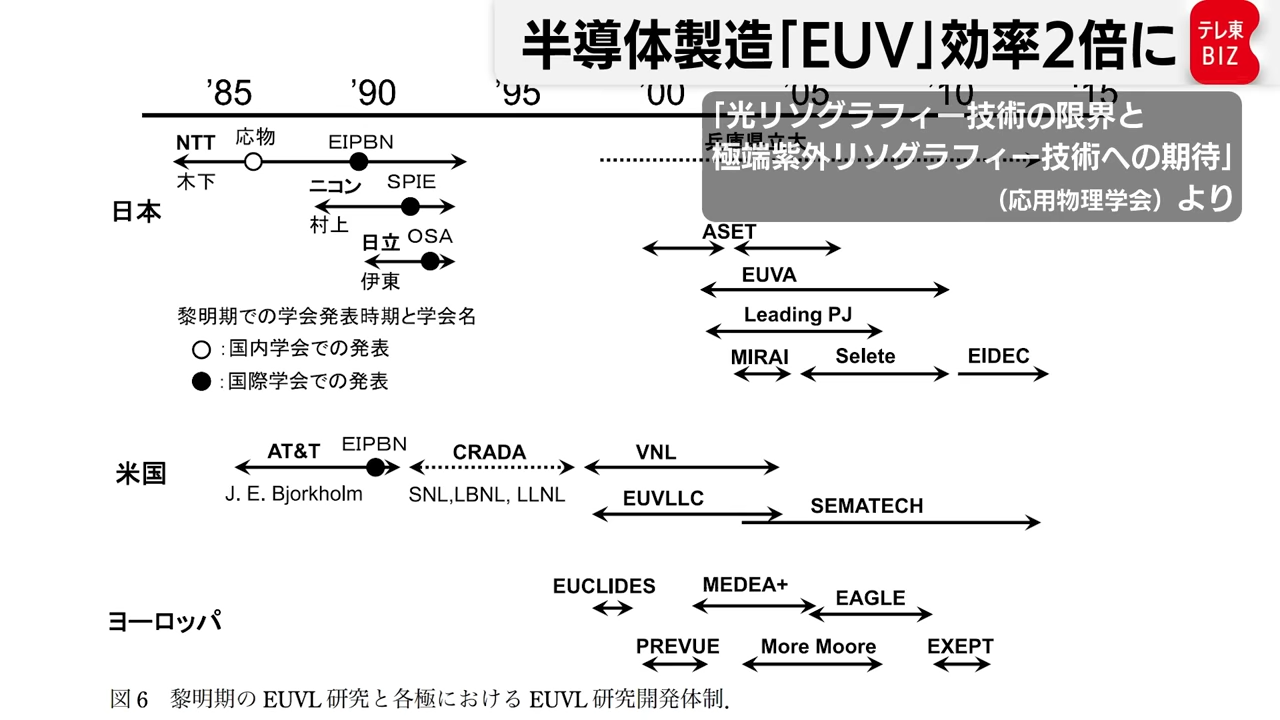 半導体製造「EUV」効率2倍に
テレ東
BIZ
'85 '90 '95 '00 '05 '10 '15
「光リソグラフィー技術の限界と
極端紫外リソグラフィー技術への期待」
（応用物理学会）より
兵庫県立大
NTT 応物 EIPBN
木下
ニコン SPIE
村上
日本
日立 OSA
伊東
ASET
EUVA
Leading PJ
MIRAI Selete EIDEC
黎明期での学会発表時期と学会名
○：国内学会での発表
●：国際学会での発表
米国
AT&T EIPBN CRADA VNL
J. E. Bjorkholm SNL,LBNL, LLNL
EUVLLC SEMATECH
ヨーロッパ
EUCLIDES MEDEA+ EAGLE
PREVUE More Moore EXEPT
図6 黎明期の EUVL 研究と各極における EUVL 研究開発体制.